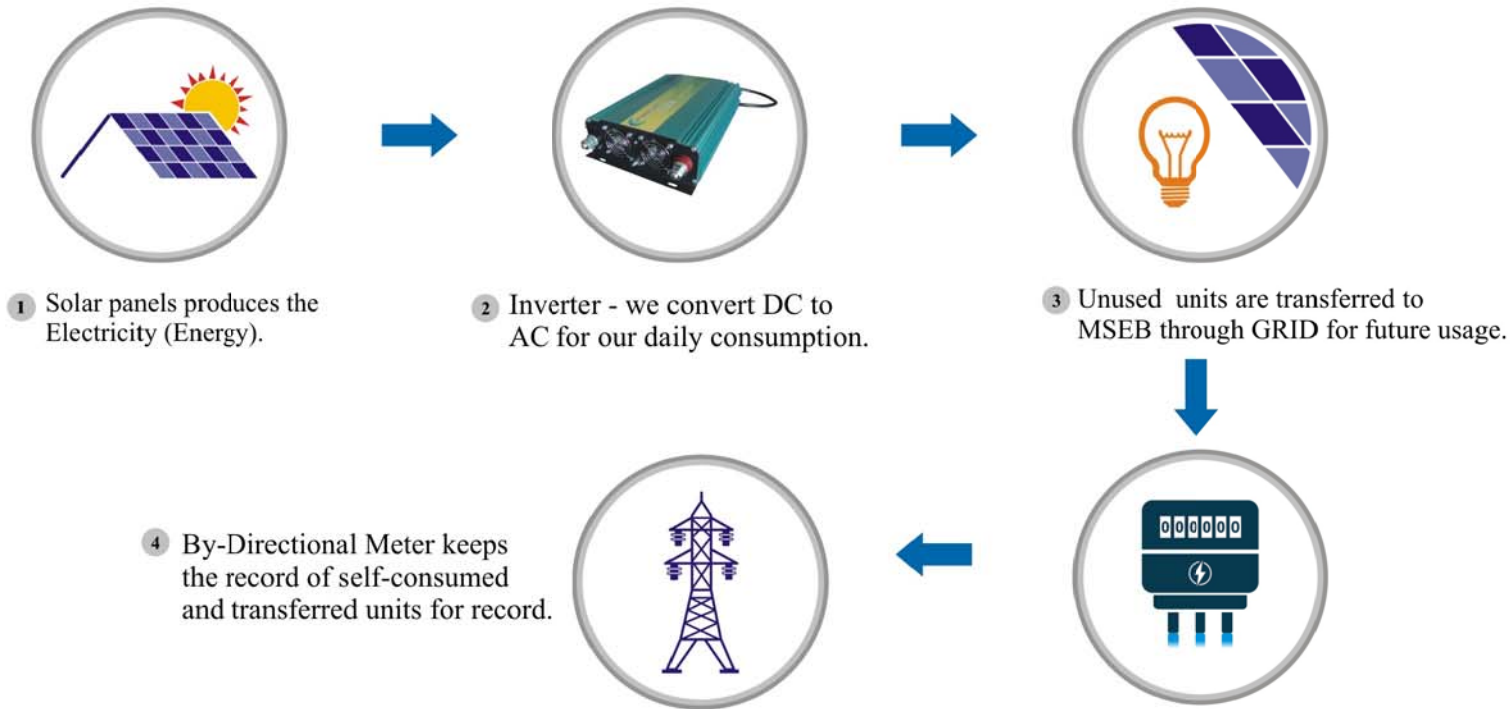 1 Solar panels produces the
Electricity (Energy).
2 Inverter - we convert DC to
AC for our daily consumption.
3 Unused units are transferred to
MSEB through GRID for future usage.
4 By-Directional Meter keeps
the record of self-consumed
and transferred units for record.
000000